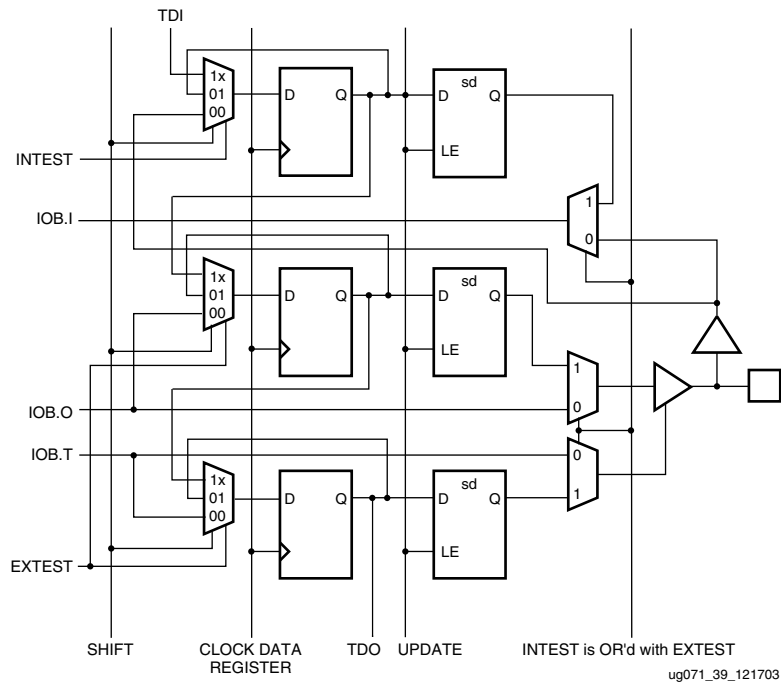 TDI
1x
01
00
D
Q
sd
D
Q
LE
INTEST
IOB.I
1
0
1x
01
00
D
Q
sd
D
Q
LE
1
0
IOB.O
IOB.T
0
1
1x
01
00
D
Q
sd
D
Q
LE
EXTEST
SHIFT
CLOCK DATA
REGISTER
TDO
UPDATE
INTEST is OR'd with EXTEST
ug071_39_121703